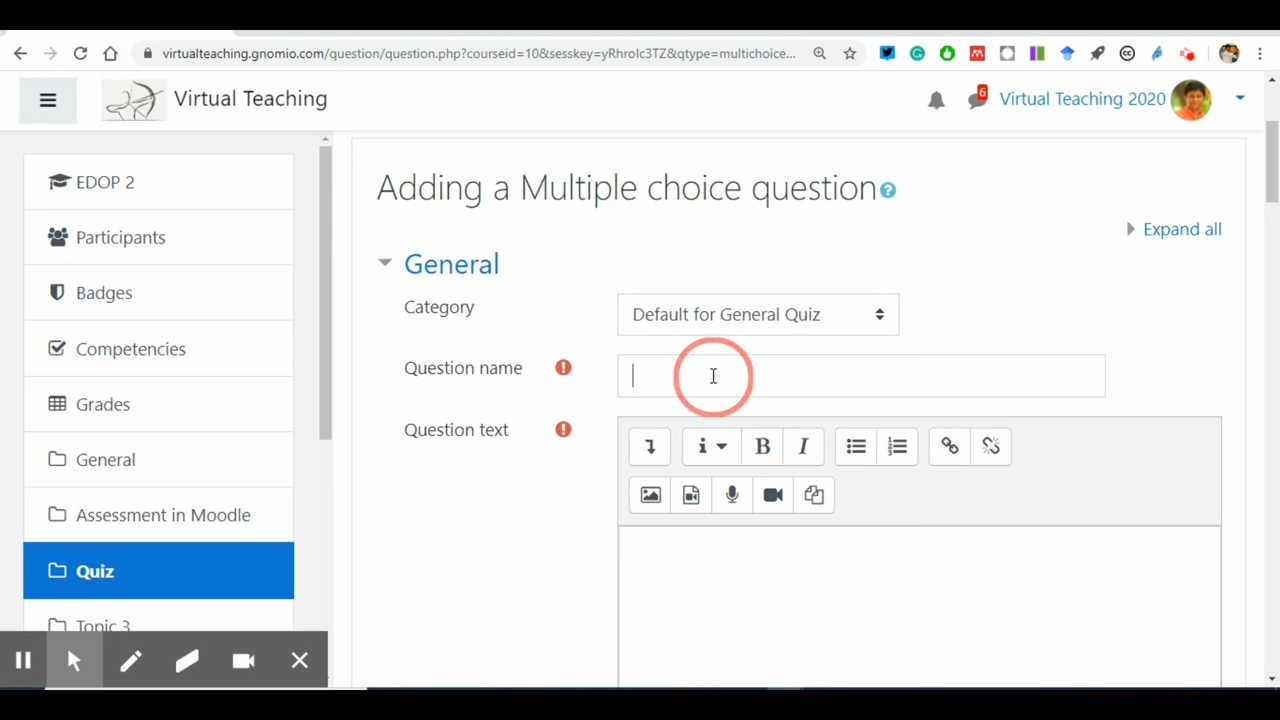 virtualteaching.gnomio.com/question/question.php?courseid=10&sesskey=yRhrolc3TZ&qtype=multichoice...
Virtual Teaching
6
Virtual Teaching 2020
EDOP 2
Participants
Badges
Competencies
Grades
General
Assessment in Moodle
Quiz
Topic 3
Adding a Multiple choice question
Expand all
General
Category
Default for General Quiz
Question name
Question text
B
I